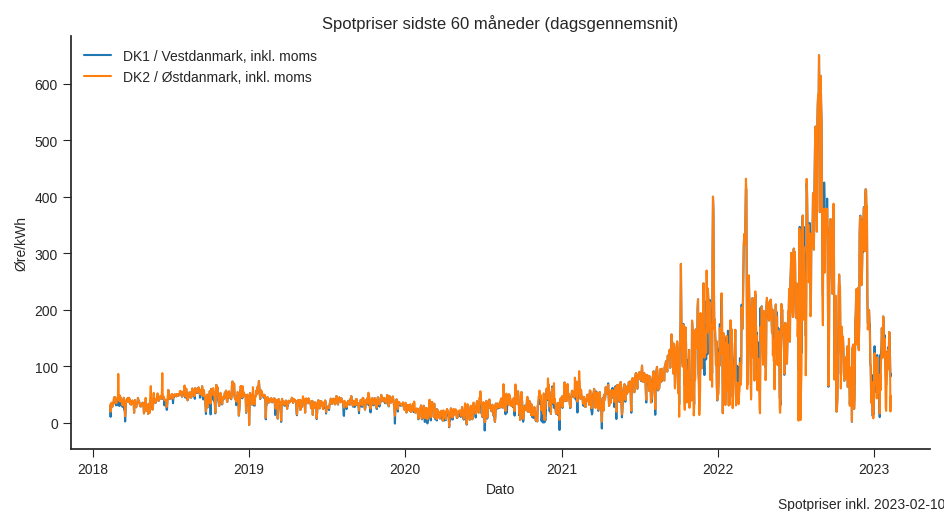 Spotpriser sidste 60 måneder (dagsgennemsnit)
DK1 / Vestdanmark, inkl. moms
DK2 / Østdanmark, inkl. moms
600
500
400
300
200
100
0
Øre/kWh
2018
2019
2020
2021
2022
2023
Dato
Spotpriser inkl. 2023-02-10